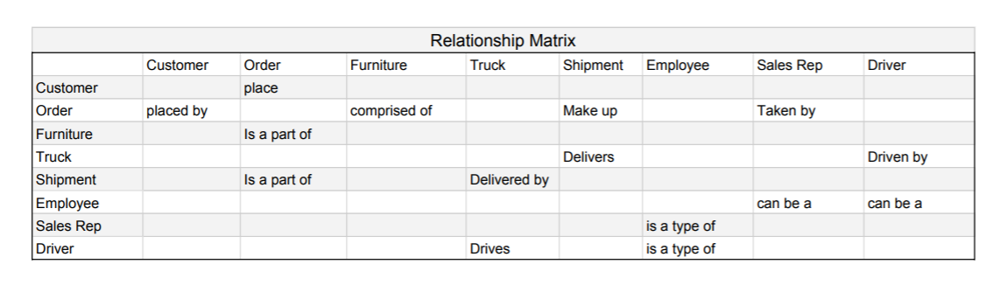 Relationship Matrix
Customer Order Furniture Truck Shipment Employee Sales Rep Driver
Customer place
Order placed by comprised of Make up Taken by
Furniture Is a part of
Truck Delivers Driven by
Shipment Is a part of Delivered by
Employee can be a can be a
Sales Rep is a type of
Driver Drives is a type of